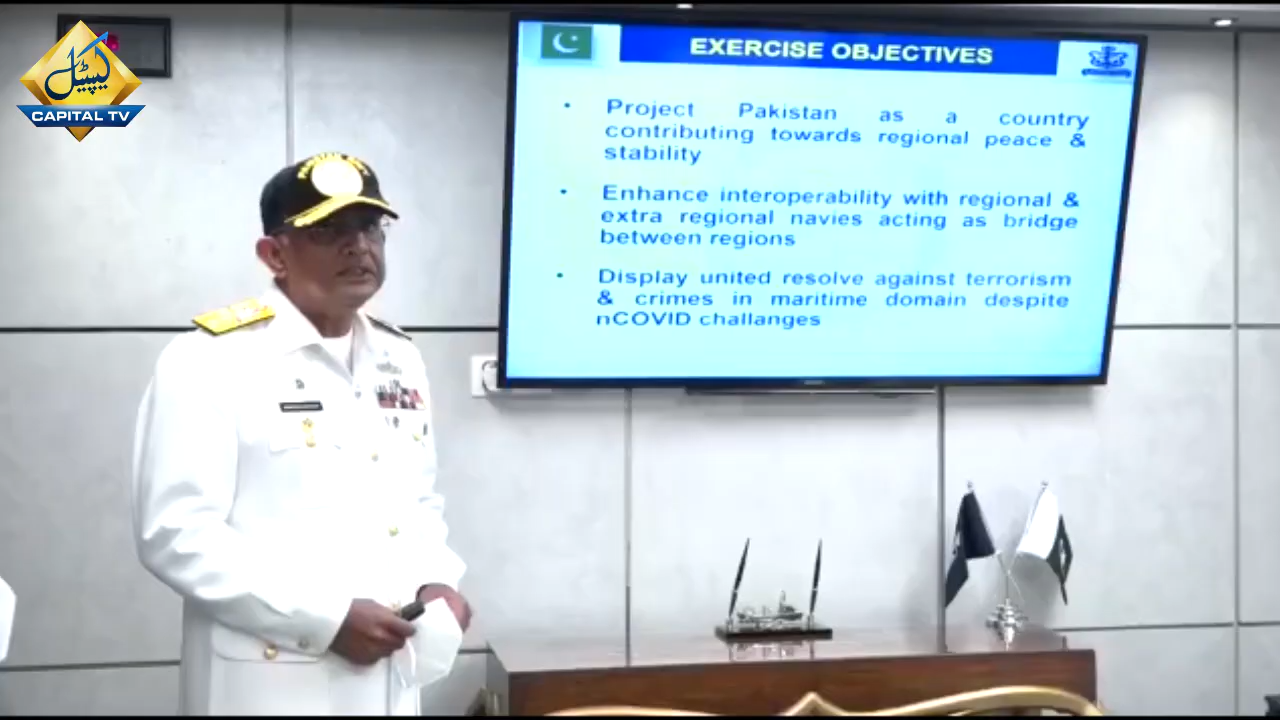 کیپیٹل
CAPITAL TV
EXERCISE OBJECTIVES
• Project Pakistan as a country
contributing towards regional peace &
stability
• Enhance interoperability with regional &
extra regional navies acting as bridge
between regions
• Display united resolve against terrorism
& crimes in maritime domain despite
nCOVID challanges